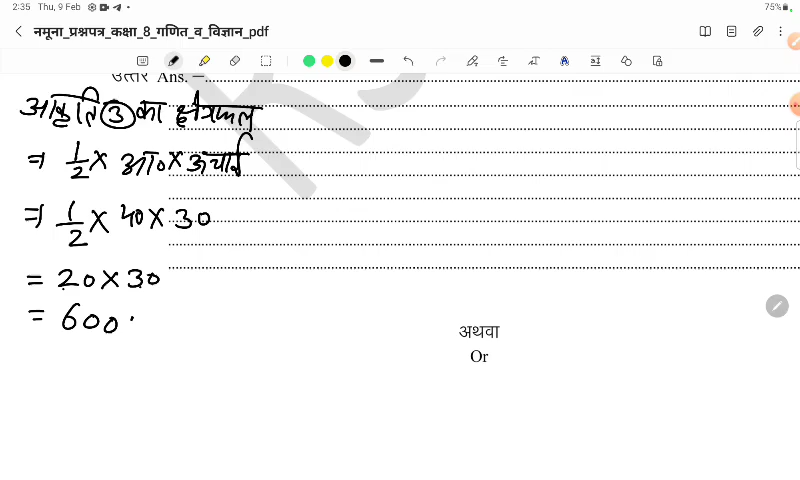 2:35 Thu, 9 Feb 75%
नमूना_प्रश्नपत्र_कक्षा_8_गणित_व_विज्ञान_pdf
उत्तर Ans. –
आकृति 3 का क्षेत्रफल
⇒ 1/2 × आ० × ऊंचाई
⇒ 1/2 × 40 × 30
= 20 × 30
= 600.
अथवा
Or